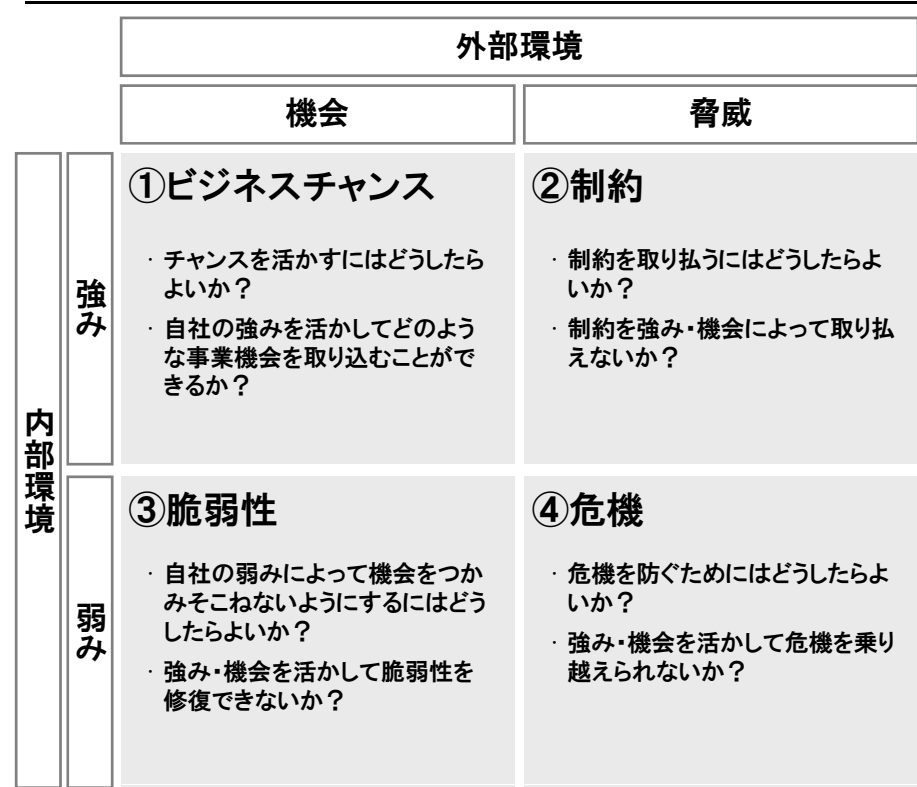 外部環境
機会
脅威
内部環境
強み
①ビジネスチャンス
・チャンスを活かすにはどうしたら
よいか？
・自社の強みを活かしてどのよう
な事業機会を取り込むことがで
きるか？
②制約
・制約を取り払うにはどうしたらよ
いか？
・制約を強み・機会によって取り払
えないか？
弱み
③脆弱性
・自社の弱みによって機会をつか
みそこねないようにするにはどう
したらよいか？
・強み・機会を活かして脆弱性を
修復できないか？
④危機
・危機を防ぐためにはどうしたらよ
いか？
・強み・機会を活かして危機を乗り
越えられないか？